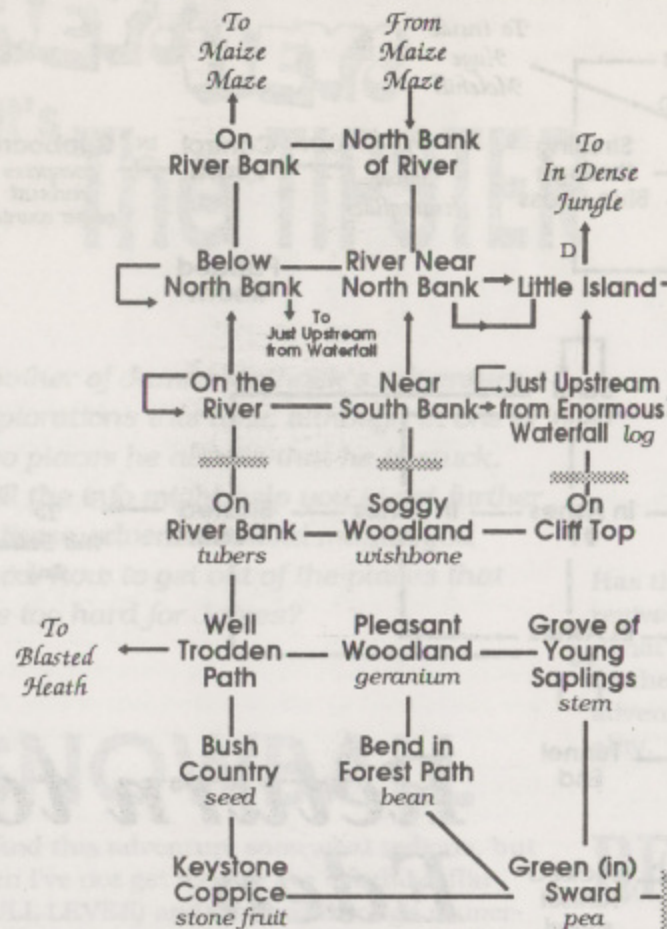 To
Maize
Maze
From
Maize
Maze
On
River Bank
North Bank
of River
To
In Dense
Jungle
D
Below
North Bank
River Near
North Bank
Little Island
To
Just Upstream
from Waterfall
On the
River
Near
South Bank
Just Upstream
from Enormous
Waterfall log
On
River Bank
tubers
Soggy
Woodland
wishbone
On
Cliff Top
To
Blasted
Heath
Well
Trodden
Path
Pleasant
Woodland
geranium
Grove of
Young
Saplings
stem
Bush
Country
seed
Bend in
Forest Path
bean
Keystone
Coppice
stone fruit
Green (in)
Sward
pea